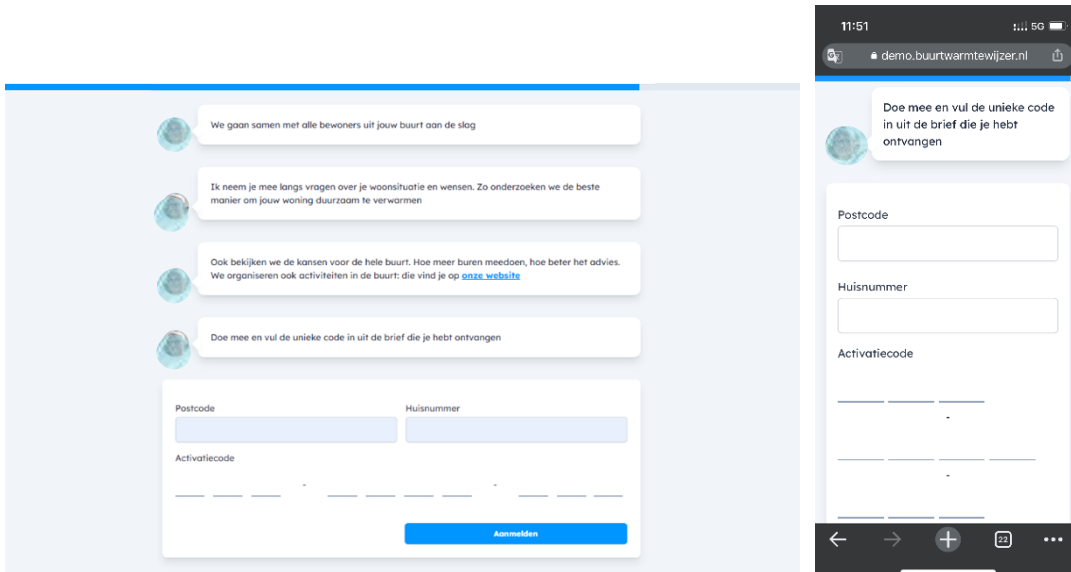 We gaan samen met alle bewoners uit jouw buurt aan de slag
Ik neem je mee langs vragen over je woonsituatie en wensen. Zo onderzoeken we de beste
manier om jouw woning duurzaam te verwarmen
Ook bekijken we de kansen voor de hele buurt. Hoe meer buren meedoen, hoe beter het advies.
We organiseren ook activiteiten in de buurt: die vind je op onze website
Doe mee en vul de unieke code in uit de brief die je hebt ontvangen
Postcode
Huisnummer
Activatiecode
- -
Aanmelden
11:51
5G
demo.buurtwarmtewijzer.nl
Doe mee en vul de unieke code
in uit de brief die je hebt
ontvangen
Postcode
Huisnummer
Activatiecode
-
-
22